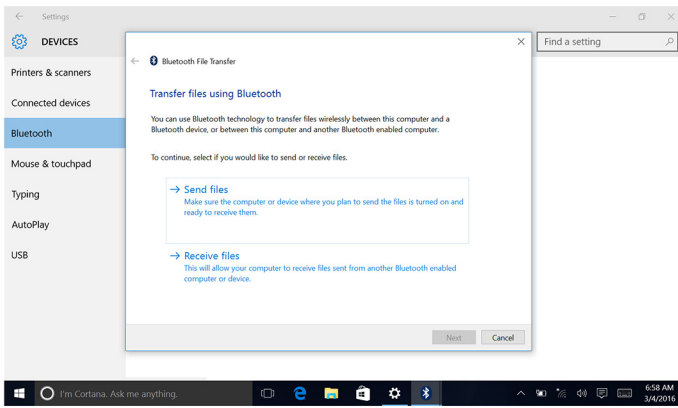 Settings
DEVICES
Find a setting
Printers & scanners
Connected devices
Bluetooth
Mouse & touchpad
Typing
AutoPlay
USB
Bluetooth File Transfer
Transfer files using Bluetooth
You can use Bluetooth technology to transfer files wirelessly between this computer and a
Bluetooth device, or between this computer and another Bluetooth enabled computer.
To continue, select if you would like to send or receive files.
Send files
Make sure the computer or device where you plan to send the files is turned on and
ready to receive them.
Receive files
This will allow your computer to receive files sent from another Bluetooth enabled
computer or device.
Next
Cancel
I'm Cortana. Ask me anything.
6:58 AM
3/4/2016